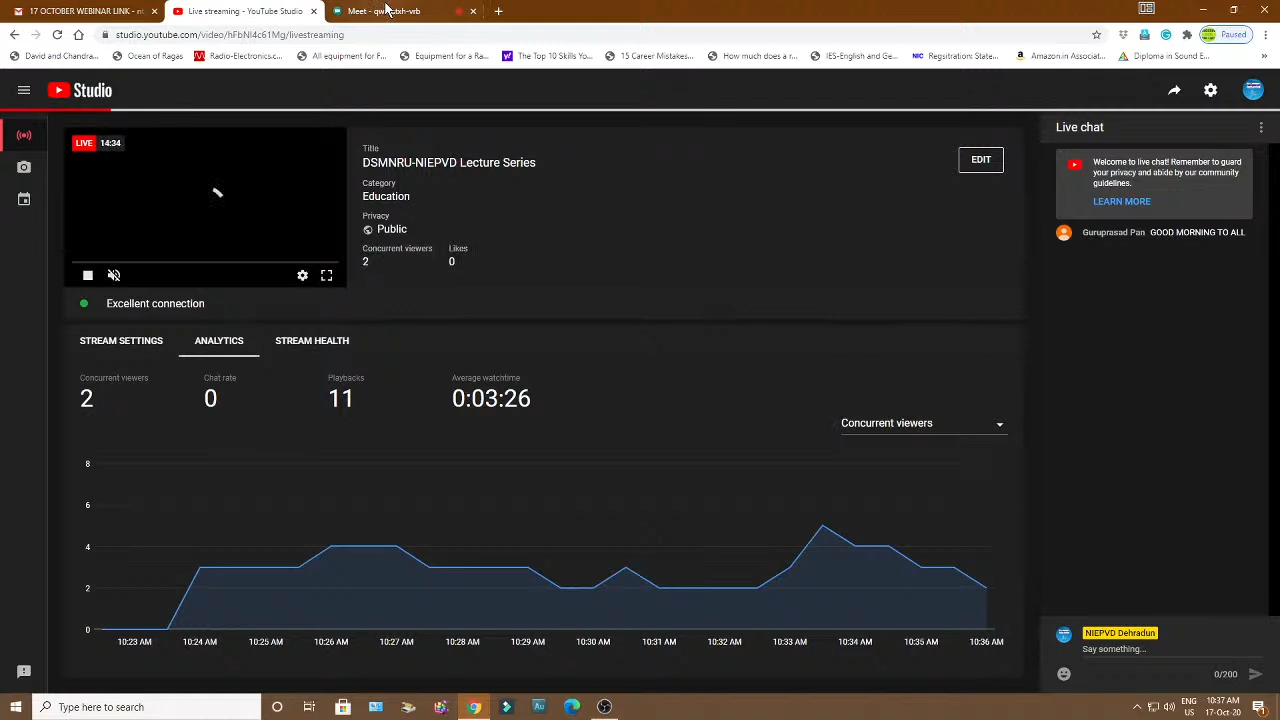 17 OCTOBER WEBINAR LINK - nt
Live streaming - YouTube Studio
studio.youtube.com/video/hFbNI4c61Mg/livestreaming
Paused
David and Chandra...
Ocean of Ragas
Radio-Electronics.c...
All equipment for F...
Equipment for a Ra...
The Top 10 Skills Yo...
15 Career Mistakes...
How much does a r...
IES-English and Ge...
NIC
Regsitration: State...
Amazon.in Associat...
Diploma in Sound E...
Studio
LIVE 14:34
Title
DSMNRU-NIEPVD Lecture Series
EDIT
Category
Education
Privacy
Public
Concurrent viewers Likes
2 0
Excellent connection
STREAM SETTINGS ANALYTICS STREAM HEALTH
Concurrent viewers Chat rate Playbacks Average watchtime
2 0 11 0:03:26
Concurrent viewers
8
6
4
2
0
10:23 AM 10:24 AM 10:25 AM 10:26 AM 10:27 AM 10:28 AM 10:29 AM 10:30 AM 10:31 AM 10:32 AM 10:33 AM 10:34 AM 10:35 AM 10:36 AM
Live chat
Welcome to live chat! Remember to guard
your privacy and abide by our community
guidelines.
LEARN MORE
Guruprasad Pan GOOD MORNING TO ALL
NIEPVD Dehradun
Say something...
0/200
Type here to search
Au
ENG
US
10:37 AM
17-Oct-20